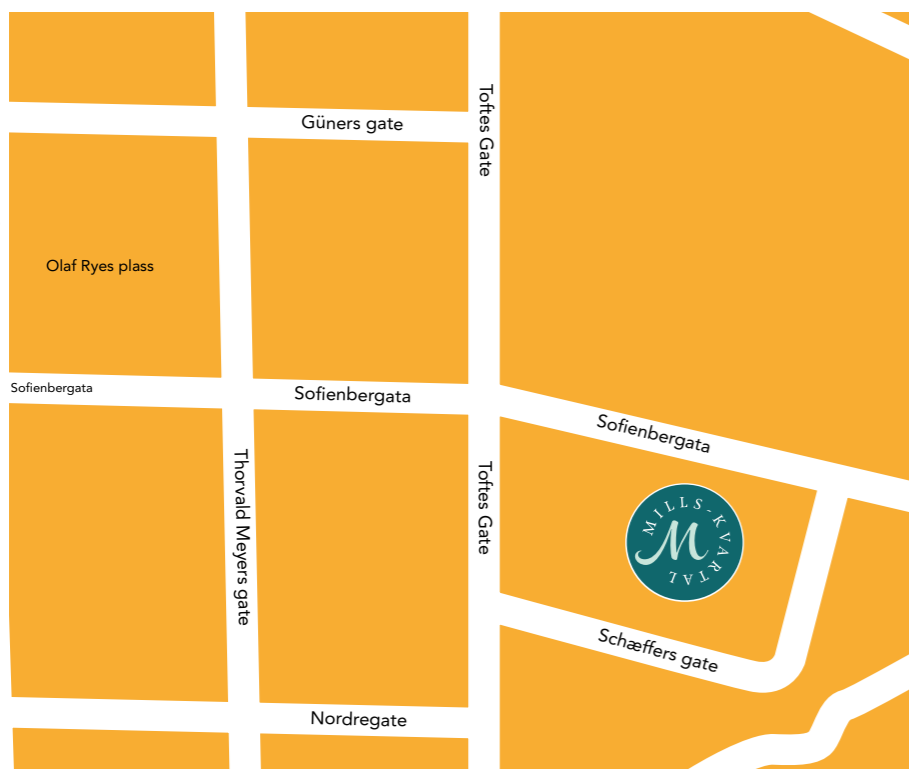 Toftes Gate
Güners gate
Olaf Ryes plass
Sofienbergata
Sofienbergata
Sofienbergata
Thorvald Meyers gate
Toftes Gate
MILLS-KVARTAL
M
Schæffers gate
Nordregate